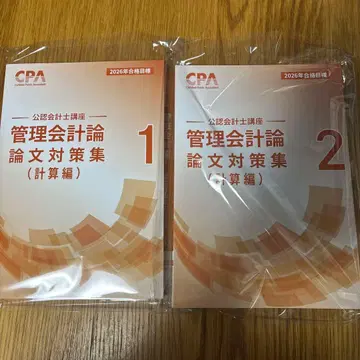 CPA
2026年合格目標
公認会計士講座
管理会計論
論文対策集
(計算編)
1
CPA
2026年合格目標
公認会計士講座
管理会計論
論文対策集
(計算編)
2